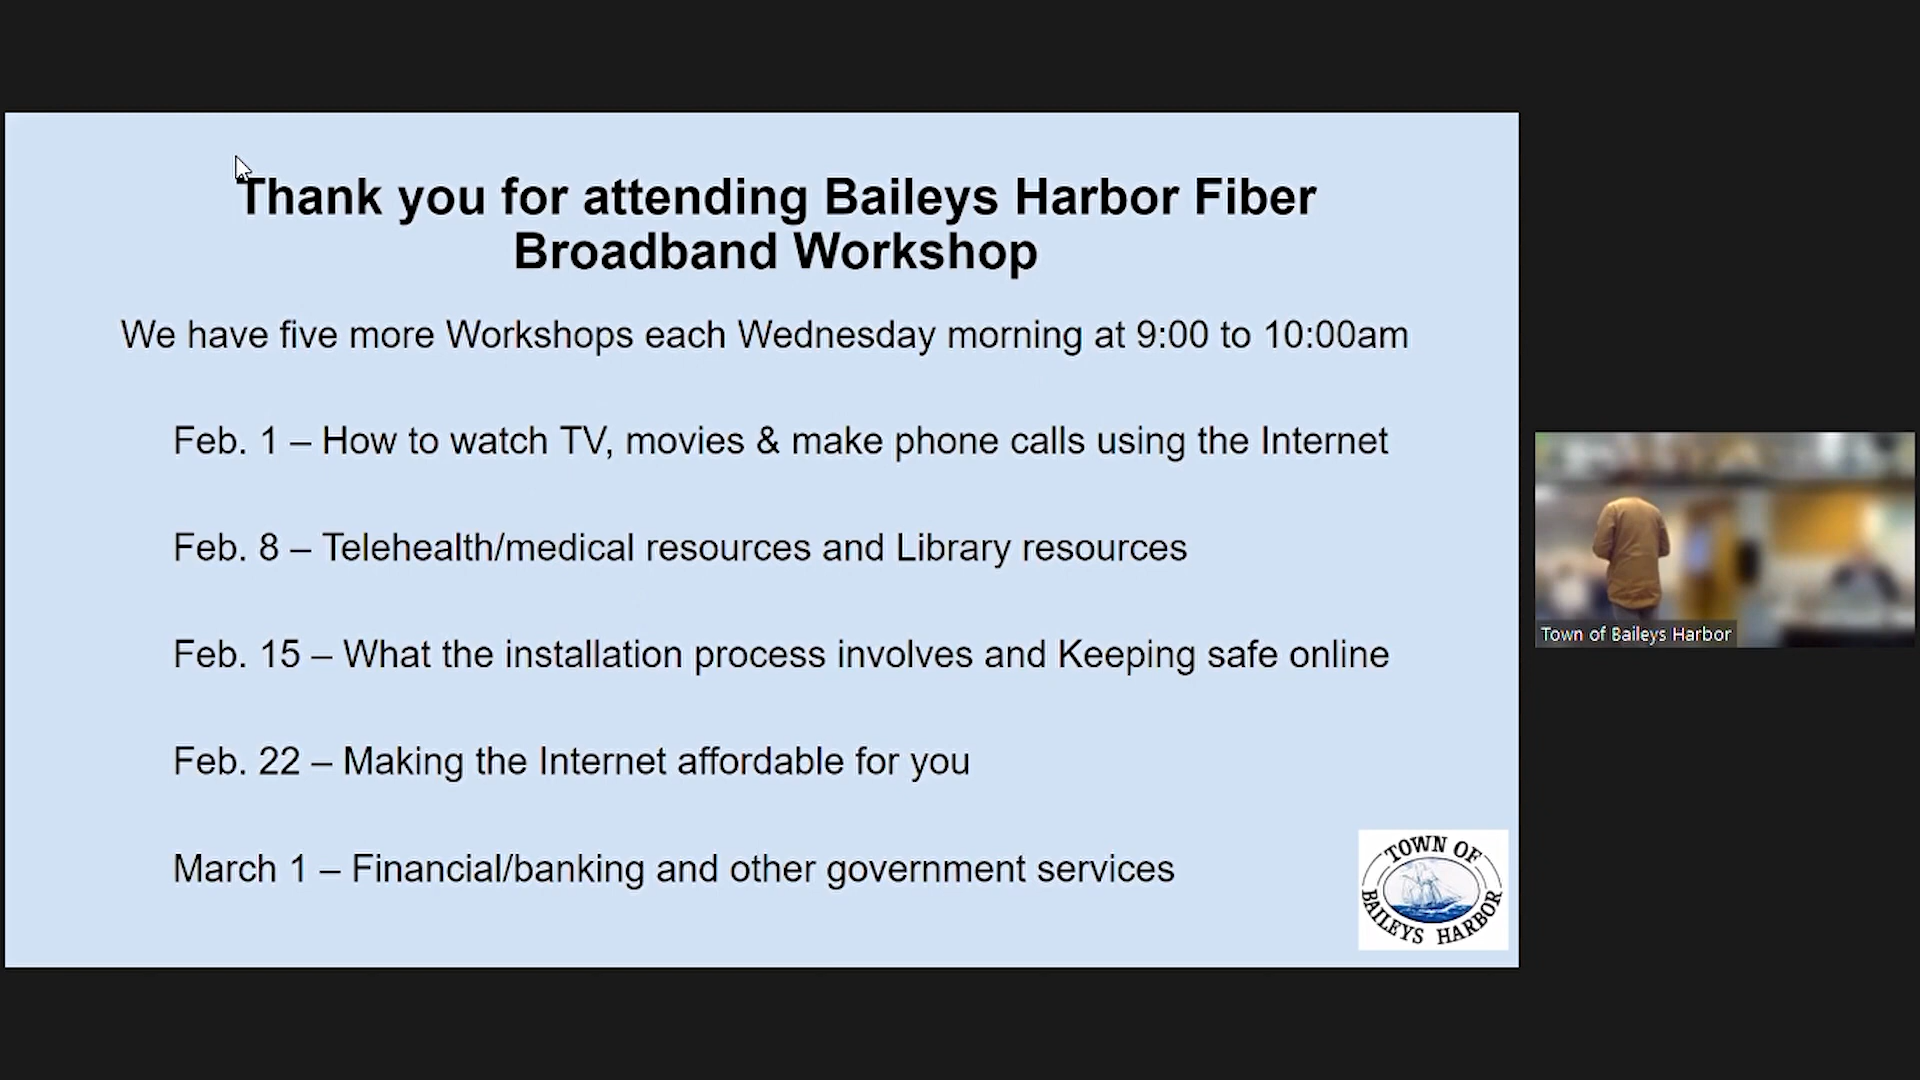 Thank you for attending Baileys Harbor Fiber
Broadband Workshop
We have five more Workshops each Wednesday morning at 9:00 to 10:00am
Feb. 1 – How to watch TV, movies & make phone calls using the Internet
Feb. 8 – Telehealth/medical resources and Library resources
Feb. 15 – What the installation process involves and Keeping safe online
Feb. 22 – Making the Internet affordable for you
March 1 – Financial/banking and other government services
TOWN OF
BAILEYS HARBOR
Town of Baileys Harbor